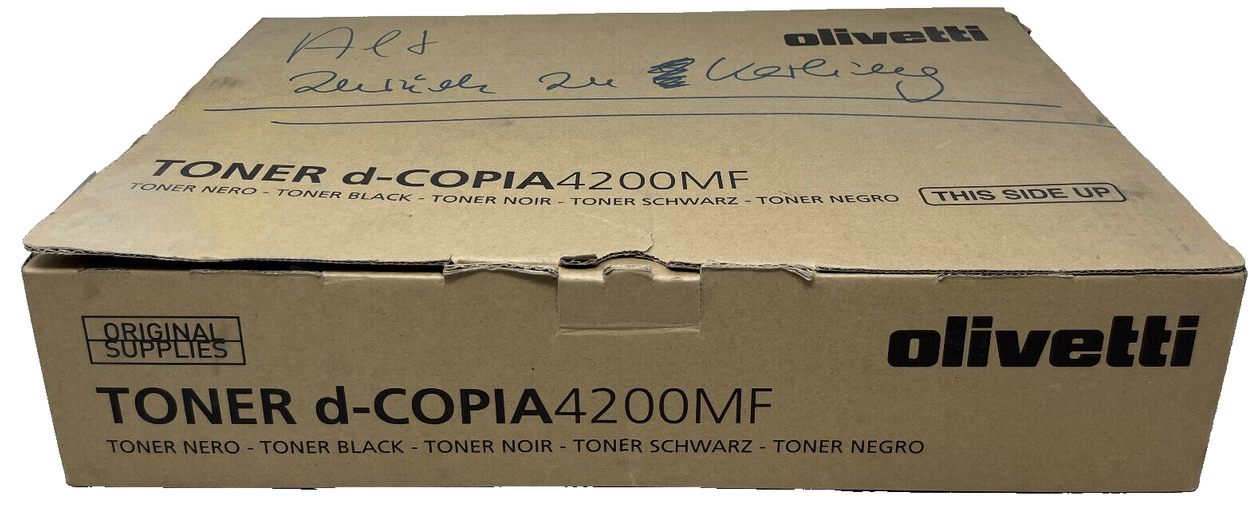 Alt
olivetti
zurück zu
TONER d-COPIA4200MF
TONER NERO - TONER BLACK - TONER NOIR - TONER SCHWARZ - TONER NEGRO
THIS SIDE UP
ORIGINAL
SUPPLIES
olivetti
TONER d-COPIA4200MF
TONER NERO - TONER BLACK - TONER NOIR - TONER SCHWARZ - TONER NEGRO